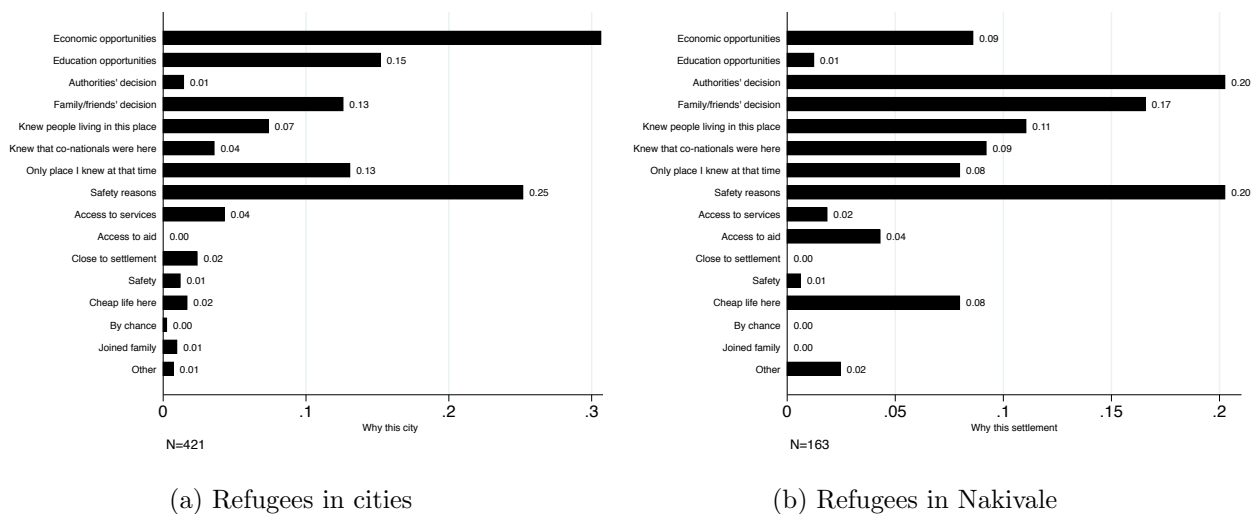 Economic opportunities
Education opportunities 0.15
Authorities' decision 0.01
Family/friends' decision 0.13
Knew people living in this place 0.07
Knew that co-nationals were here 0.04
Only place I knew at that time 0.13
Safety reasons 0.25
Access to services 0.04
Access to aid 0.00
Close to settlement 0.02
Safety 0.01
Cheap life here 0.02
By chance 0.00
Joined family 0.01
Other 0.01
0 .1 .2 .3
Why this city
N=421
(a) Refugees in cities
Economic opportunities 0.09
Education opportunities 0.01
Authorities' decision 0.20
Family/friends' decision 0.17
Knew people living in this place 0.11
Knew that co-nationals were here 0.09
Only place I knew at that time 0.08
Safety reasons 0.20
Access to services 0.02
Access to aid 0.04
Close to settlement 0.00
Safety 0.01
Cheap life here 0.08
By chance 0.00
Joined family 0.00
Other 0.02
0 .05 .1 .15 .2
Why this settlement
N=163
(b) Refugees in Nakivale